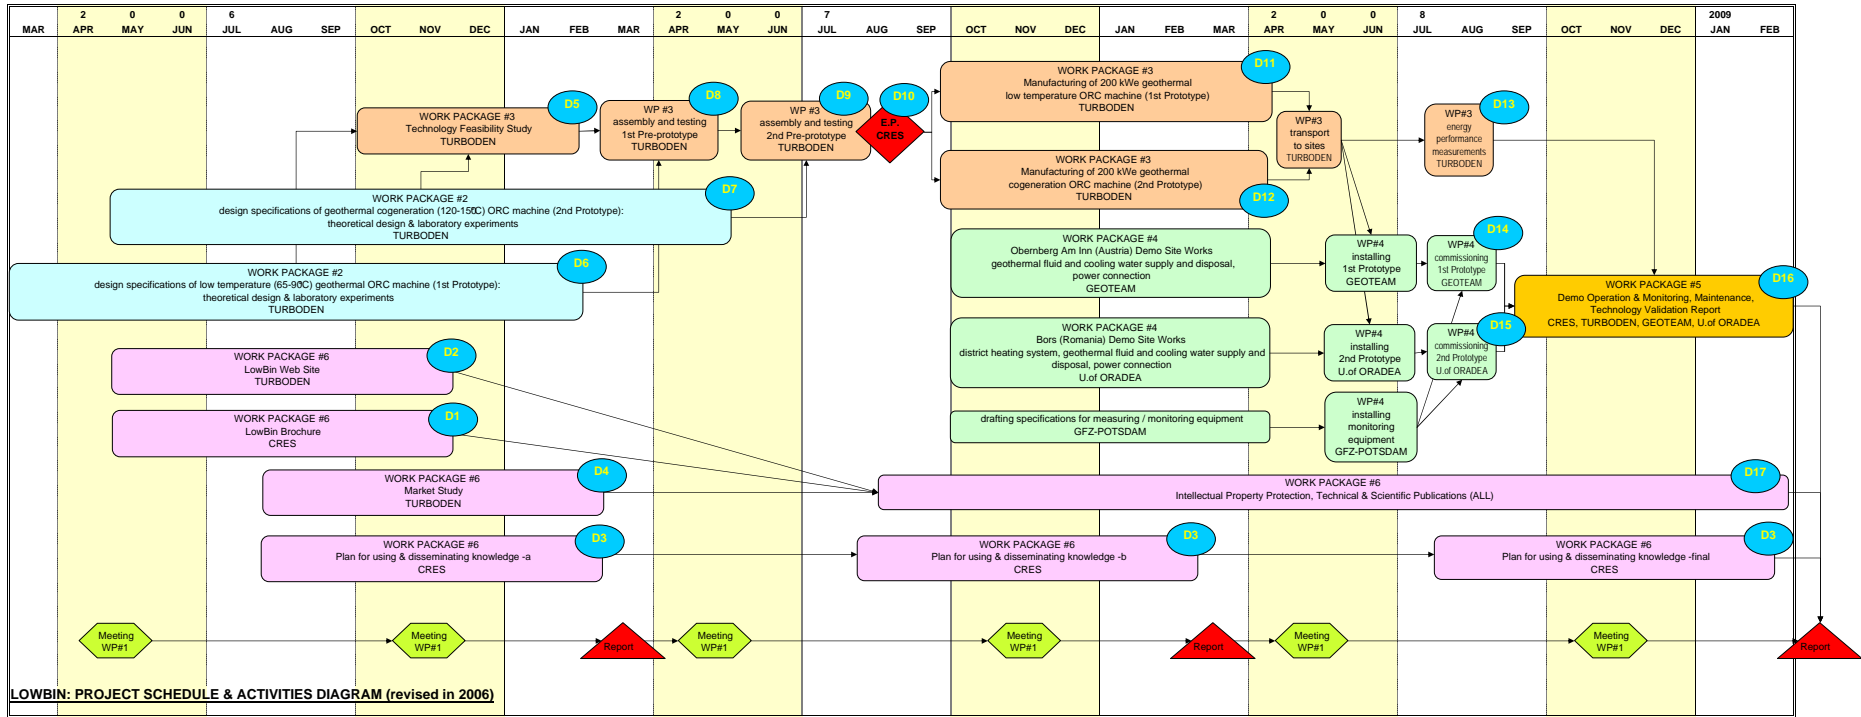 2 0 0 6 2 0 0 7 2 0 0 8 2009
MAR APR MAY JUN JUL AUG SEP OCT NOV DEC JAN FEB MAR APR MAY JUN JUL AUG SEP OCT NOV DEC JAN FEB MAR APR MAY JUN JUL AUG SEP OCT NOV DEC JAN FEB
D11
WORK PACKAGE #3
Manufacturing of 200 kWe geothermal
low temperature ORC machine (1st Prototype)
TURBODEN
D5
WORK PACKAGE #3
Technology Feasibility Study
TURBODEN
D8
WP #3
assembly and testing
1st Pre-prototype
TURBODEN
D9
WP #3
assembly and testing
2nd Pre-prototype
TURBODEN
D10
E.P.
CRES
WP#3
transport
to sites
TURBODEN
D13
WP#3
energy
performance
measurements
TURBODEN
WORK PACKAGE #3
Manufacturing of 200 kWe geothermal
cogeneration ORC machine (2nd Prototype)
TURBODEN
D12
D7
WORK PACKAGE #2
design specifications of geothermal cogeneration (120-150C) ORC machine (2nd Prototype):
theoretical design & laboratory experiments
TURBODEN
WORK PACKAGE #4
Obernberg Am Inn (Austria) Demo Site Works
geothermal fluid and cooling water supply and disposal,
power connection
GEOTEAM
WP#4
installing
1st Prototype
GEOTEAM
D14
WP#4
commissioning
1st Prototype
GEOTEAM
D6
WORK PACKAGE #2
design specifications of low temperature (65-90C) geothermal ORC machine (1st Prototype):
theoretical design & laboratory experiments
TURBODEN
D16
WORK PACKAGE #5
Demo Operation & Monitoring, Maintenance,
Technology Validation Report
CRES, TURBODEN, GEOTEAM, U.of ORADEA
WORK PACKAGE #4
Bors (Romania) Demo Site Works
district heating system, geothermal fluid and cooling water supply and
disposal, power connection
U.of ORADEA
WP#4
installing
2nd Prototype
U.of ORADEA
D15
WP#4
commissioning
2nd Prototype
U.of ORADEA
D2
WORK PACKAGE #6
LowBin Web Site
TURBODEN
D1
WORK PACKAGE #6
LowBin Brochure
CRES
drafting specifications for measuring / monitoring equipment
GFZ-POTSDAM
WP#4
installing
monitoring
equipment
GFZ-POTSDAM
D4
WORK PACKAGE #6
Market Study
TURBODEN
D17
WORK PACKAGE #6
Intellectual Property Protection, Technical & Scientific Publications (ALL)
D3
WORK PACKAGE #6
Plan for using & disseminating knowledge -a
CRES
D3
WORK PACKAGE #6
Plan for using & disseminating knowledge -b
CRES
D3
WORK PACKAGE #6
Plan for using & disseminating knowledge -final
CRES
Meeting
WP#1
Meeting
WP#1
Report
Meeting
WP#1
Meeting
WP#1
Report
Meeting
WP#1
Meeting
WP#1
Report
LOWBIN: PROJECT SCHEDULE & ACTIVITIES DIAGRAM (revised in 2006)